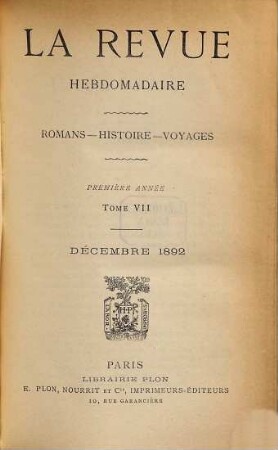 LA REVUE
HEBDOMADAIRE
ROMANS—HISTOIRE—VOYAGES
PREMIÈRE ANNÉE
TOME VII
DÉCEMBRE 1892
PARIS
LIBRAIRIE PLON
E. PLON, NOURRIT ET Cie, IMPRIMEURS-ÉDITEURS
10, RUE GARANCIÈRE